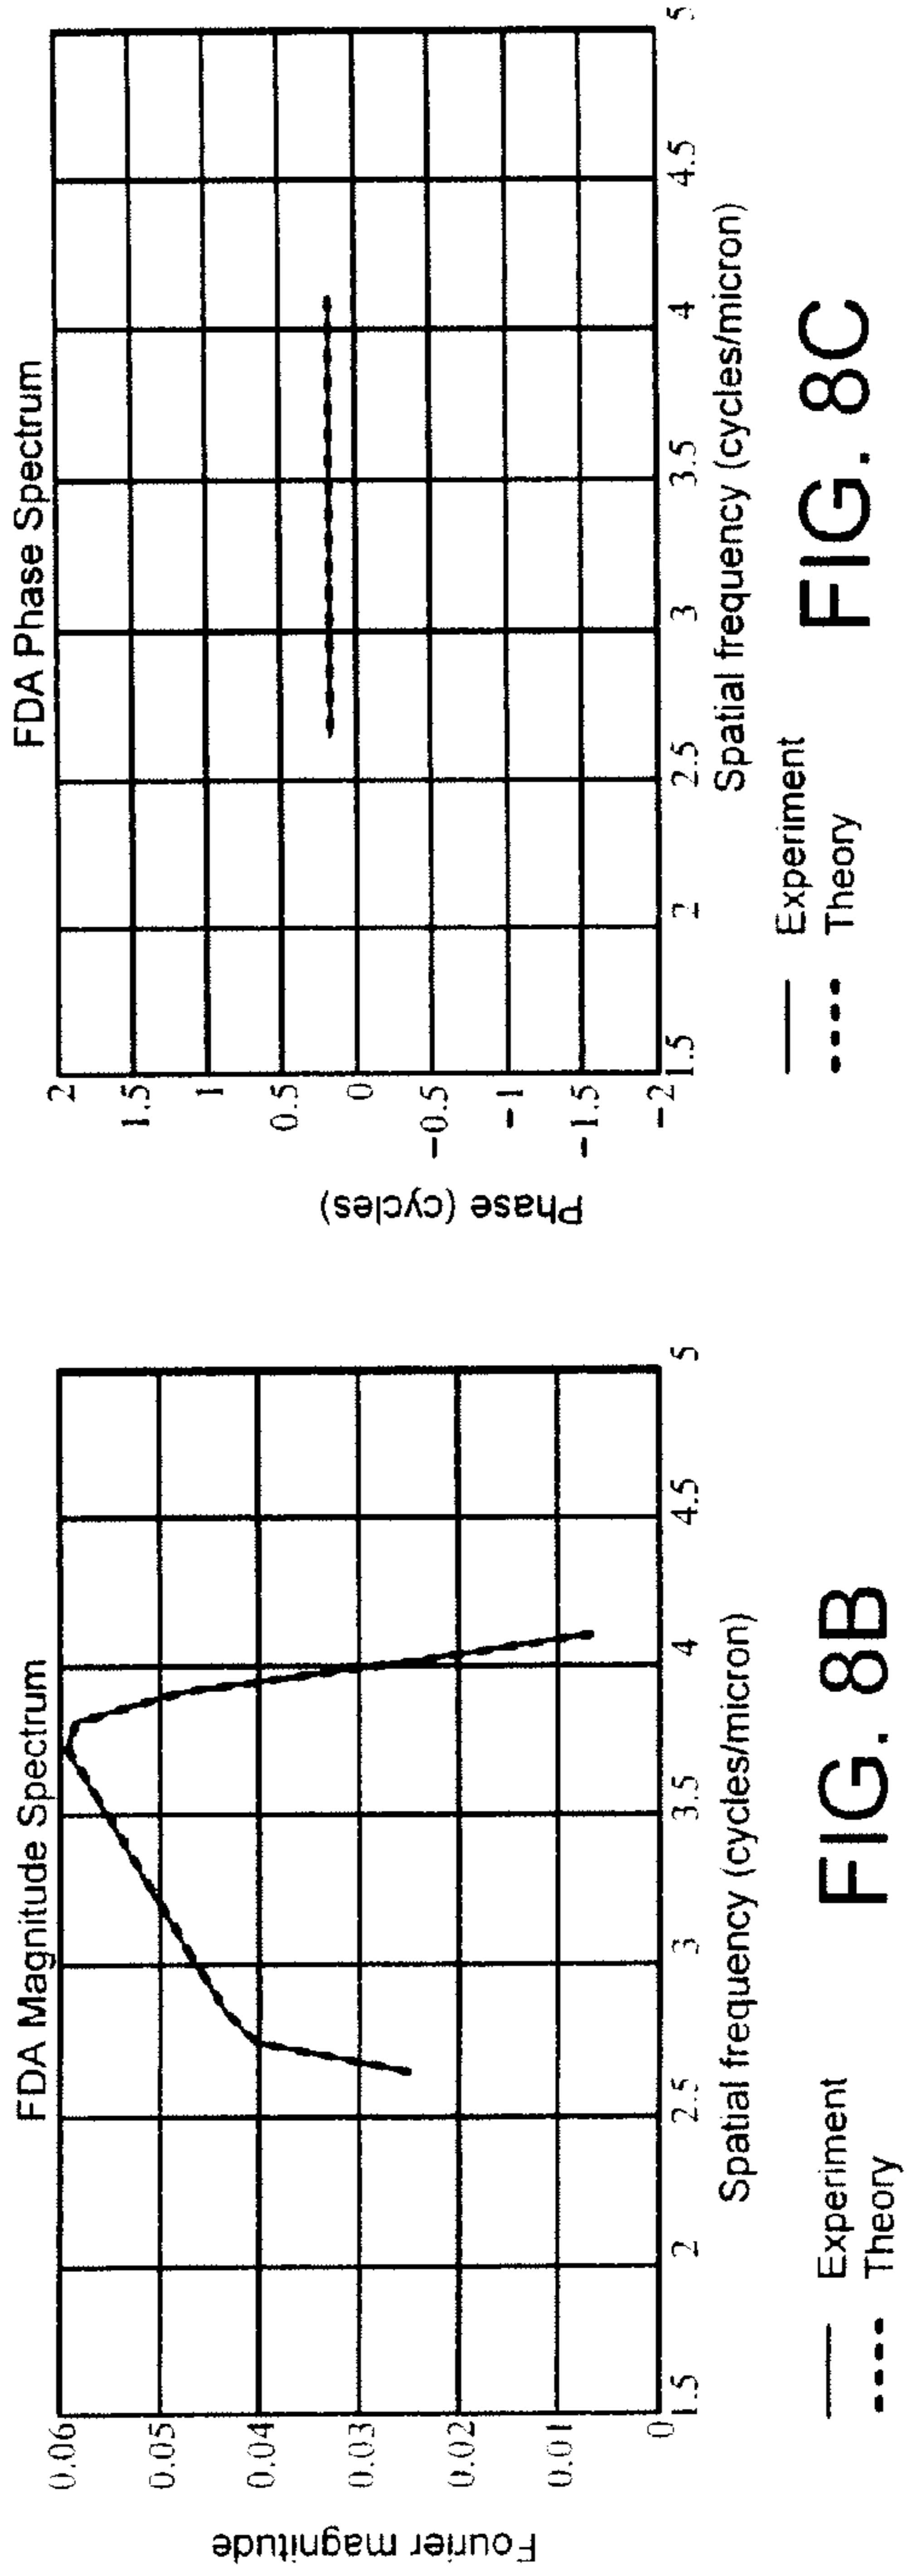 FDA Magnitude Spectrum
Fourier magnitude
0.06
0.05
0.04
0.03
0.02
0.01
0
1.5 2 2.5 3 3.5 4 4.5 5
Spatial frequency (cycles/micron)
Experiment
Theory
FIG. 8B
FDA Phase Spectrum
Phase (cycles)
2
1.5
1
0.5
0
-0.5
-1
-1.5
-2
1.5 2 2.5 3 3.5 4 4.5 5
Spatial frequency (cycles/micron)
Experiment
Theory
FIG. 8C